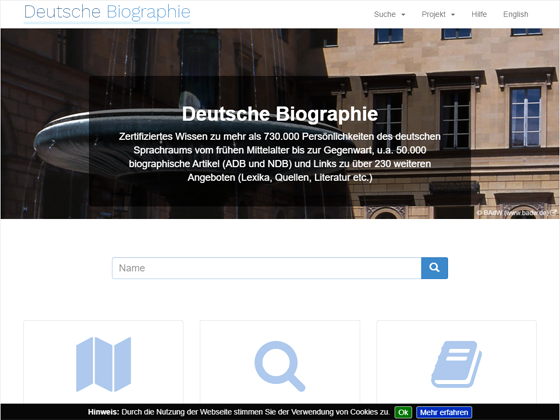 Deutsche Biographie
Suche Projekt Hilfe English
Deutsche Biographie
Zertifiziertes Wissen zu mehr als 730.000 Persönlichkeiten des deutschen
Sprachraums vom frühen Mittelalter bis zur Gegenwart, u.a. 50.000
biographische Artikel (ADB und NDB) und Links zu über 230 weiteren
Angeboten (Lexika, Quellen, Literatur etc.)
© BAdW (www.badw.de)
Name
Hinweis: Durch die Nutzung der Webseite stimmen Sie der Verwendung von Cookies zu. Ok Mehr erfahren